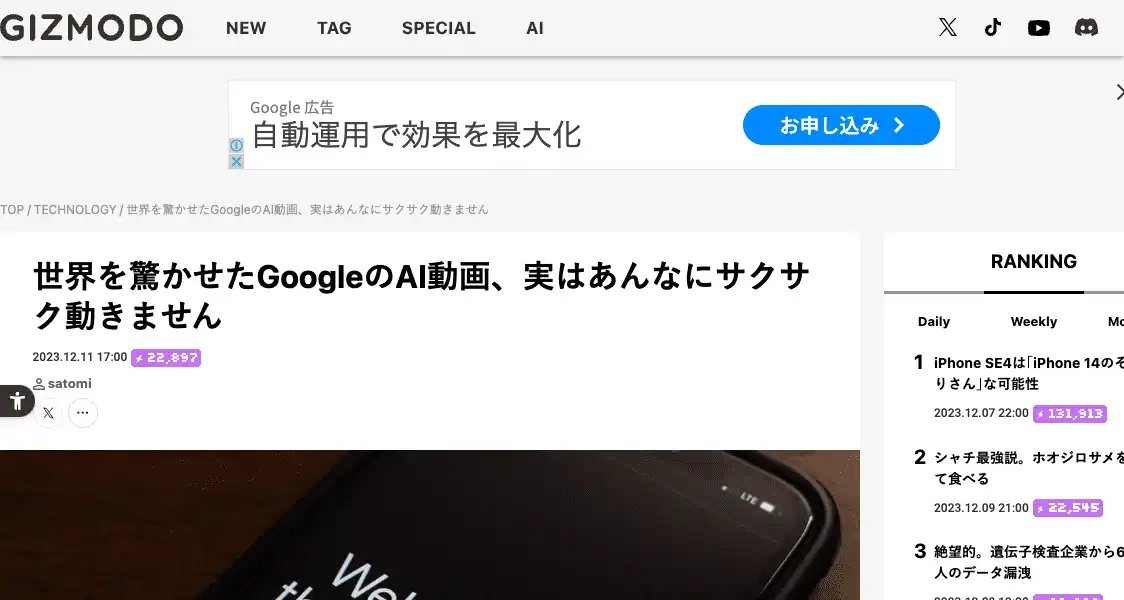 GIZMODO NEW TAG SPECIAL AI
Google 広告
自動運用で効果を最大化
お申し込み
TOP / TECHNOLOGY / 世界を驚かせたGoogleのAI動画、実はあんなにサクサク動きません
世界を驚かせたGoogleのAI動画、実はあんなにサクサ
ク動きません
2023.12.11 17:00 22,897
satomi
LTE
Wel
th
RANKING
Daily Weekly Mo
1 iPhone SE4は「iPhone 14のそ
りさん」な可能性
2023.12.07 22:00 131,913
2 シャチ最強説。ホオジロサメを
て食べる
2023.12.09 21:00 22,545
3 絶望的。遺伝子検査企業から6
人のデータ漏洩